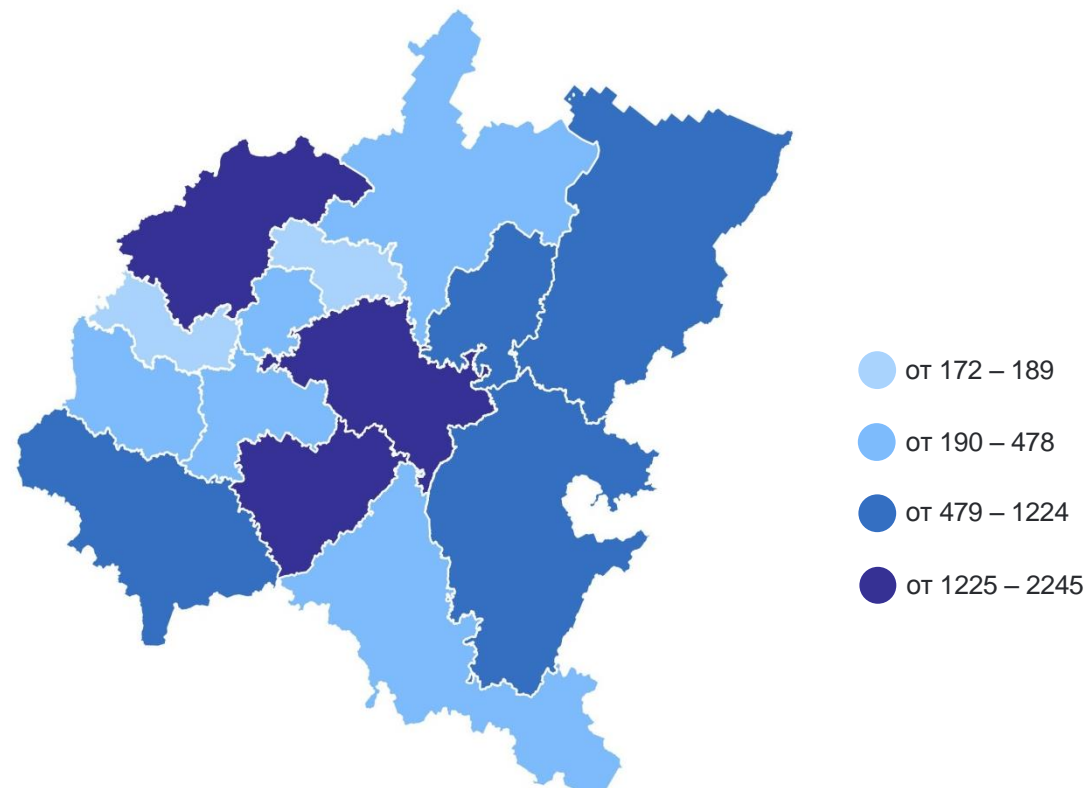 от 172 – 189
от 190 – 478
от 479 – 1224
от 1225 – 2245